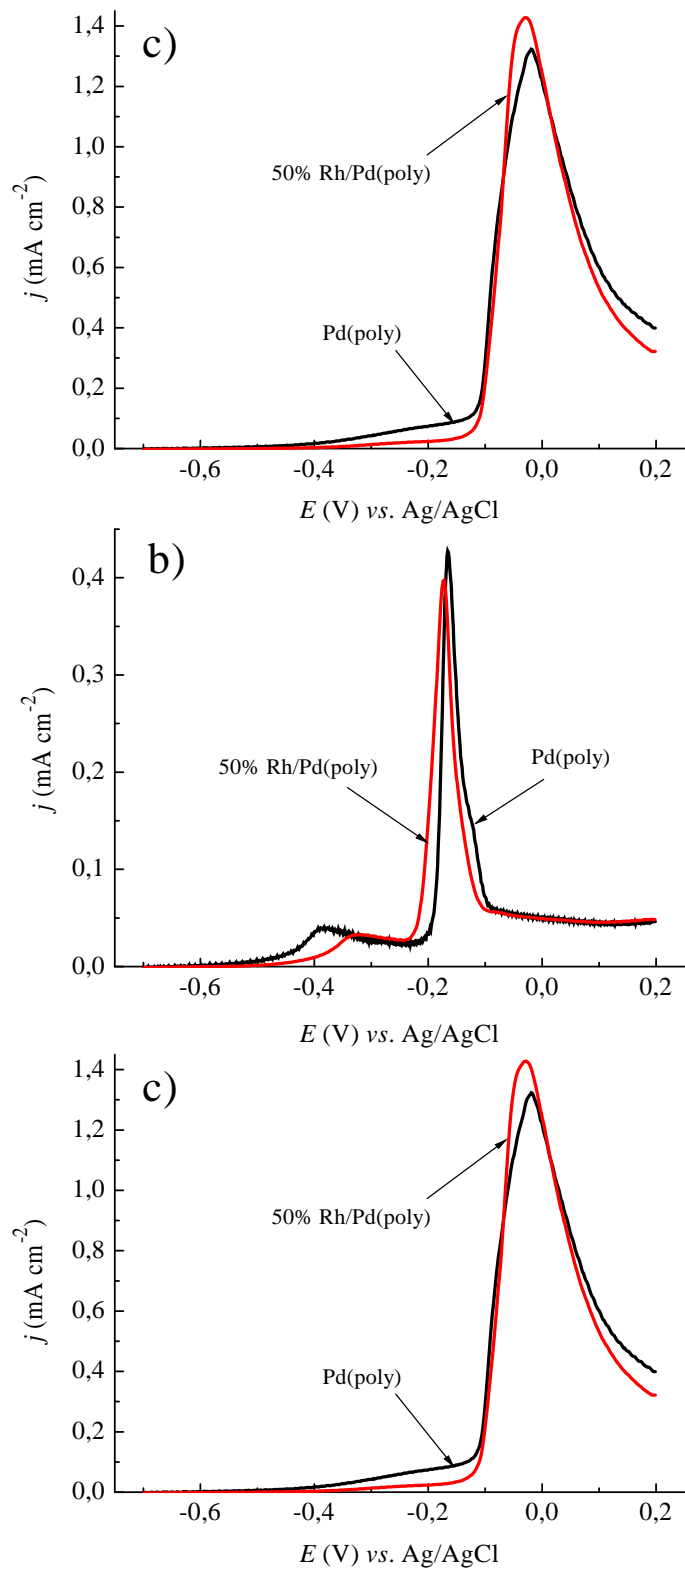 c)
1,4
1,2
1,0
0,8
0,6
0,4
0,2
0,0
j (mA cm-2)
50% Rh/Pd(poly)
Pd(poly)
-0,6 -0,4 -0,2 0,0 0,2
E (V) vs. Ag/AgCl
b)
0,4
0,3
0,2
0,1
0,0
j (mA cm-2)
50% Rh/Pd(poly)
Pd(poly)
-0,6 -0,4 -0,2 0,0 0,2
E (V) vs. Ag/AgCl
c)
1,4
1,2
1,0
0,8
0,6
0,4
0,2
0,0
j (mA cm-2)
50% Rh/Pd(poly)
Pd(poly)
-0,6 -0,4 -0,2 0,0 0,2
E (V) vs. Ag/AgCl